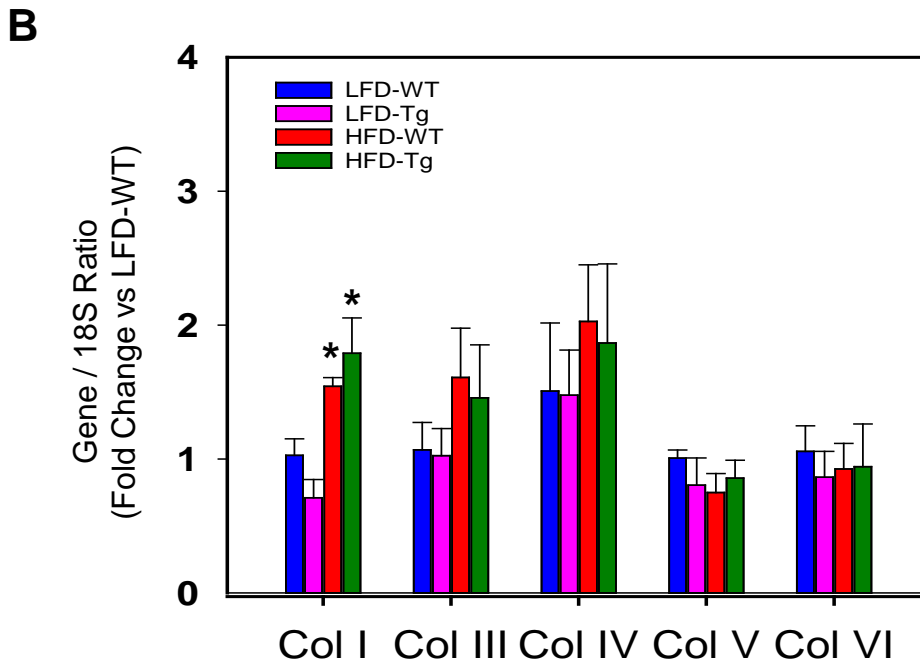 B
Gene / 18S Ratio
(Fold Change vs LFD-WT)
4
3
2
1
0
LFD-WT
LFD-Tg
HFD-WT
HFD-Tg
* *
Col I Col III Col IV Col V Col VI